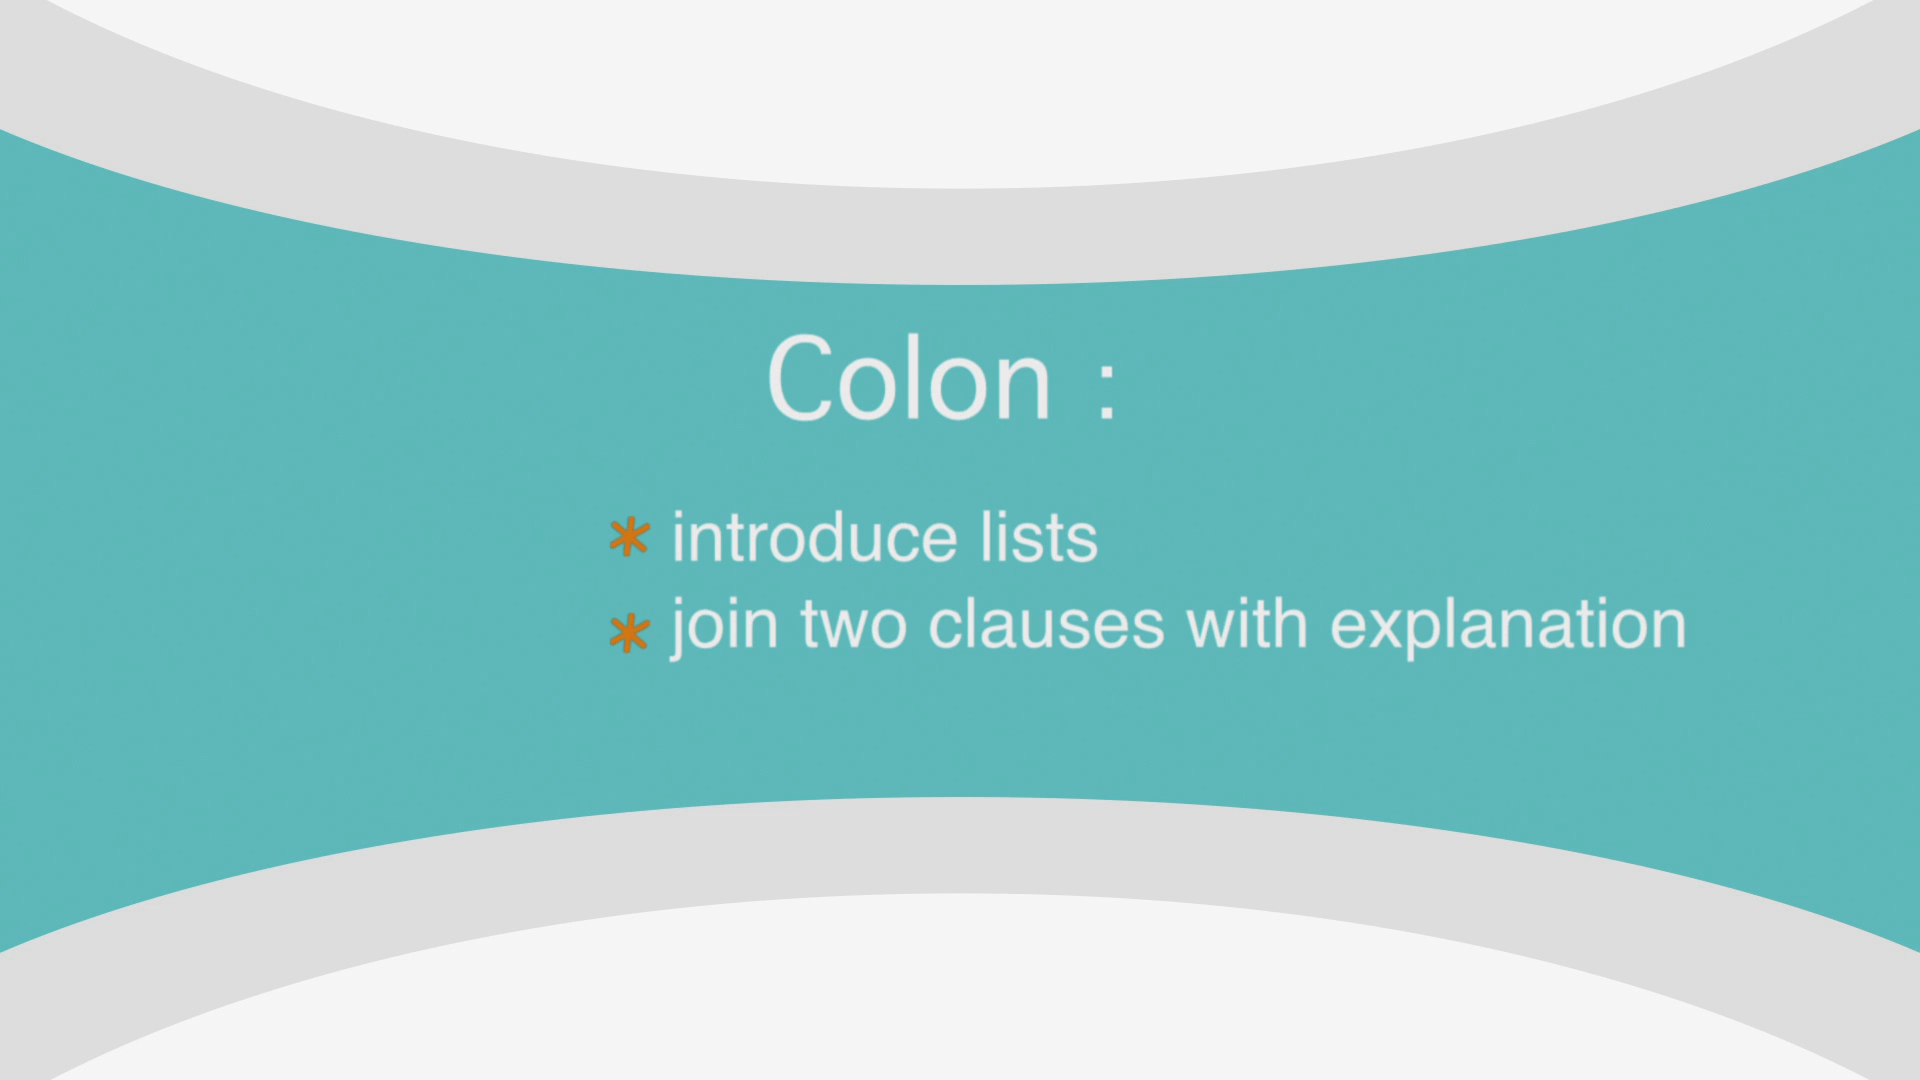 Colon :
* introduce lists
* join two clauses with explanation